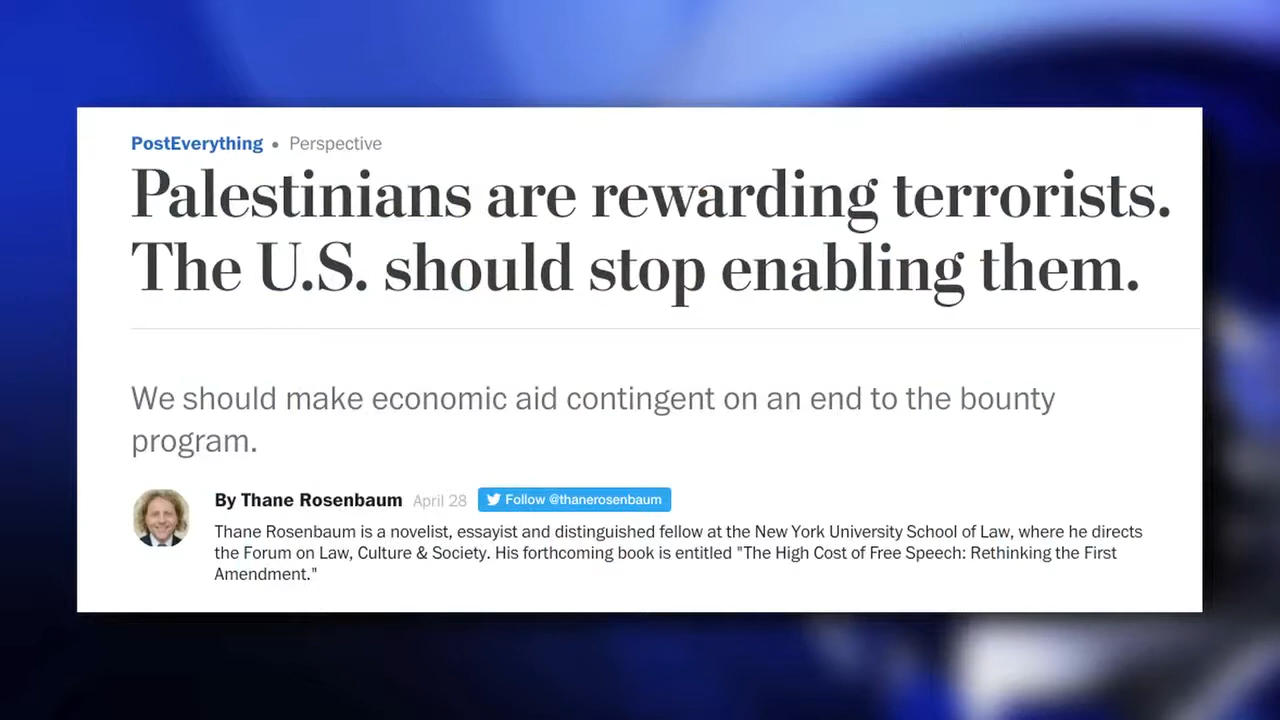 PostEverything • Perspective
Palestinians are rewarding terrorists.
The U.S. should stop enabling them.
We should make economic aid contingent on an end to the bounty
program.
By Thane Rosenbaum April 28 Follow @thanerosenbaum
Thane Rosenbaum is a novelist, essayist and distinguished fellow at the New York University School of Law, where he directs
the Forum on Law, Culture & Society. His forthcoming book is entitled "The High Cost of Free Speech: Rethinking the First
Amendment."